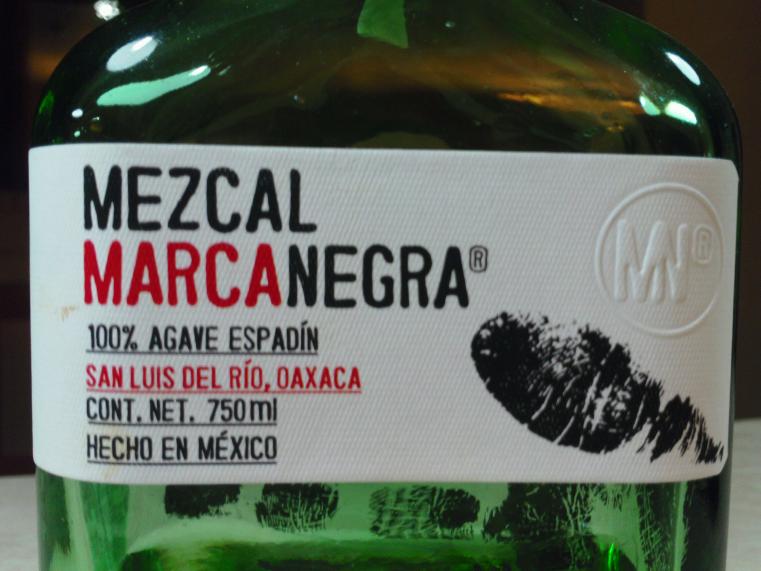 MEZCAL
MARCANEGRA®
100% AGAVE ESPADÍN
SAN LUIS DEL RÍO, OAXACA
CONT. NET. 750ml
HECHO EN MÉXICO
MN®